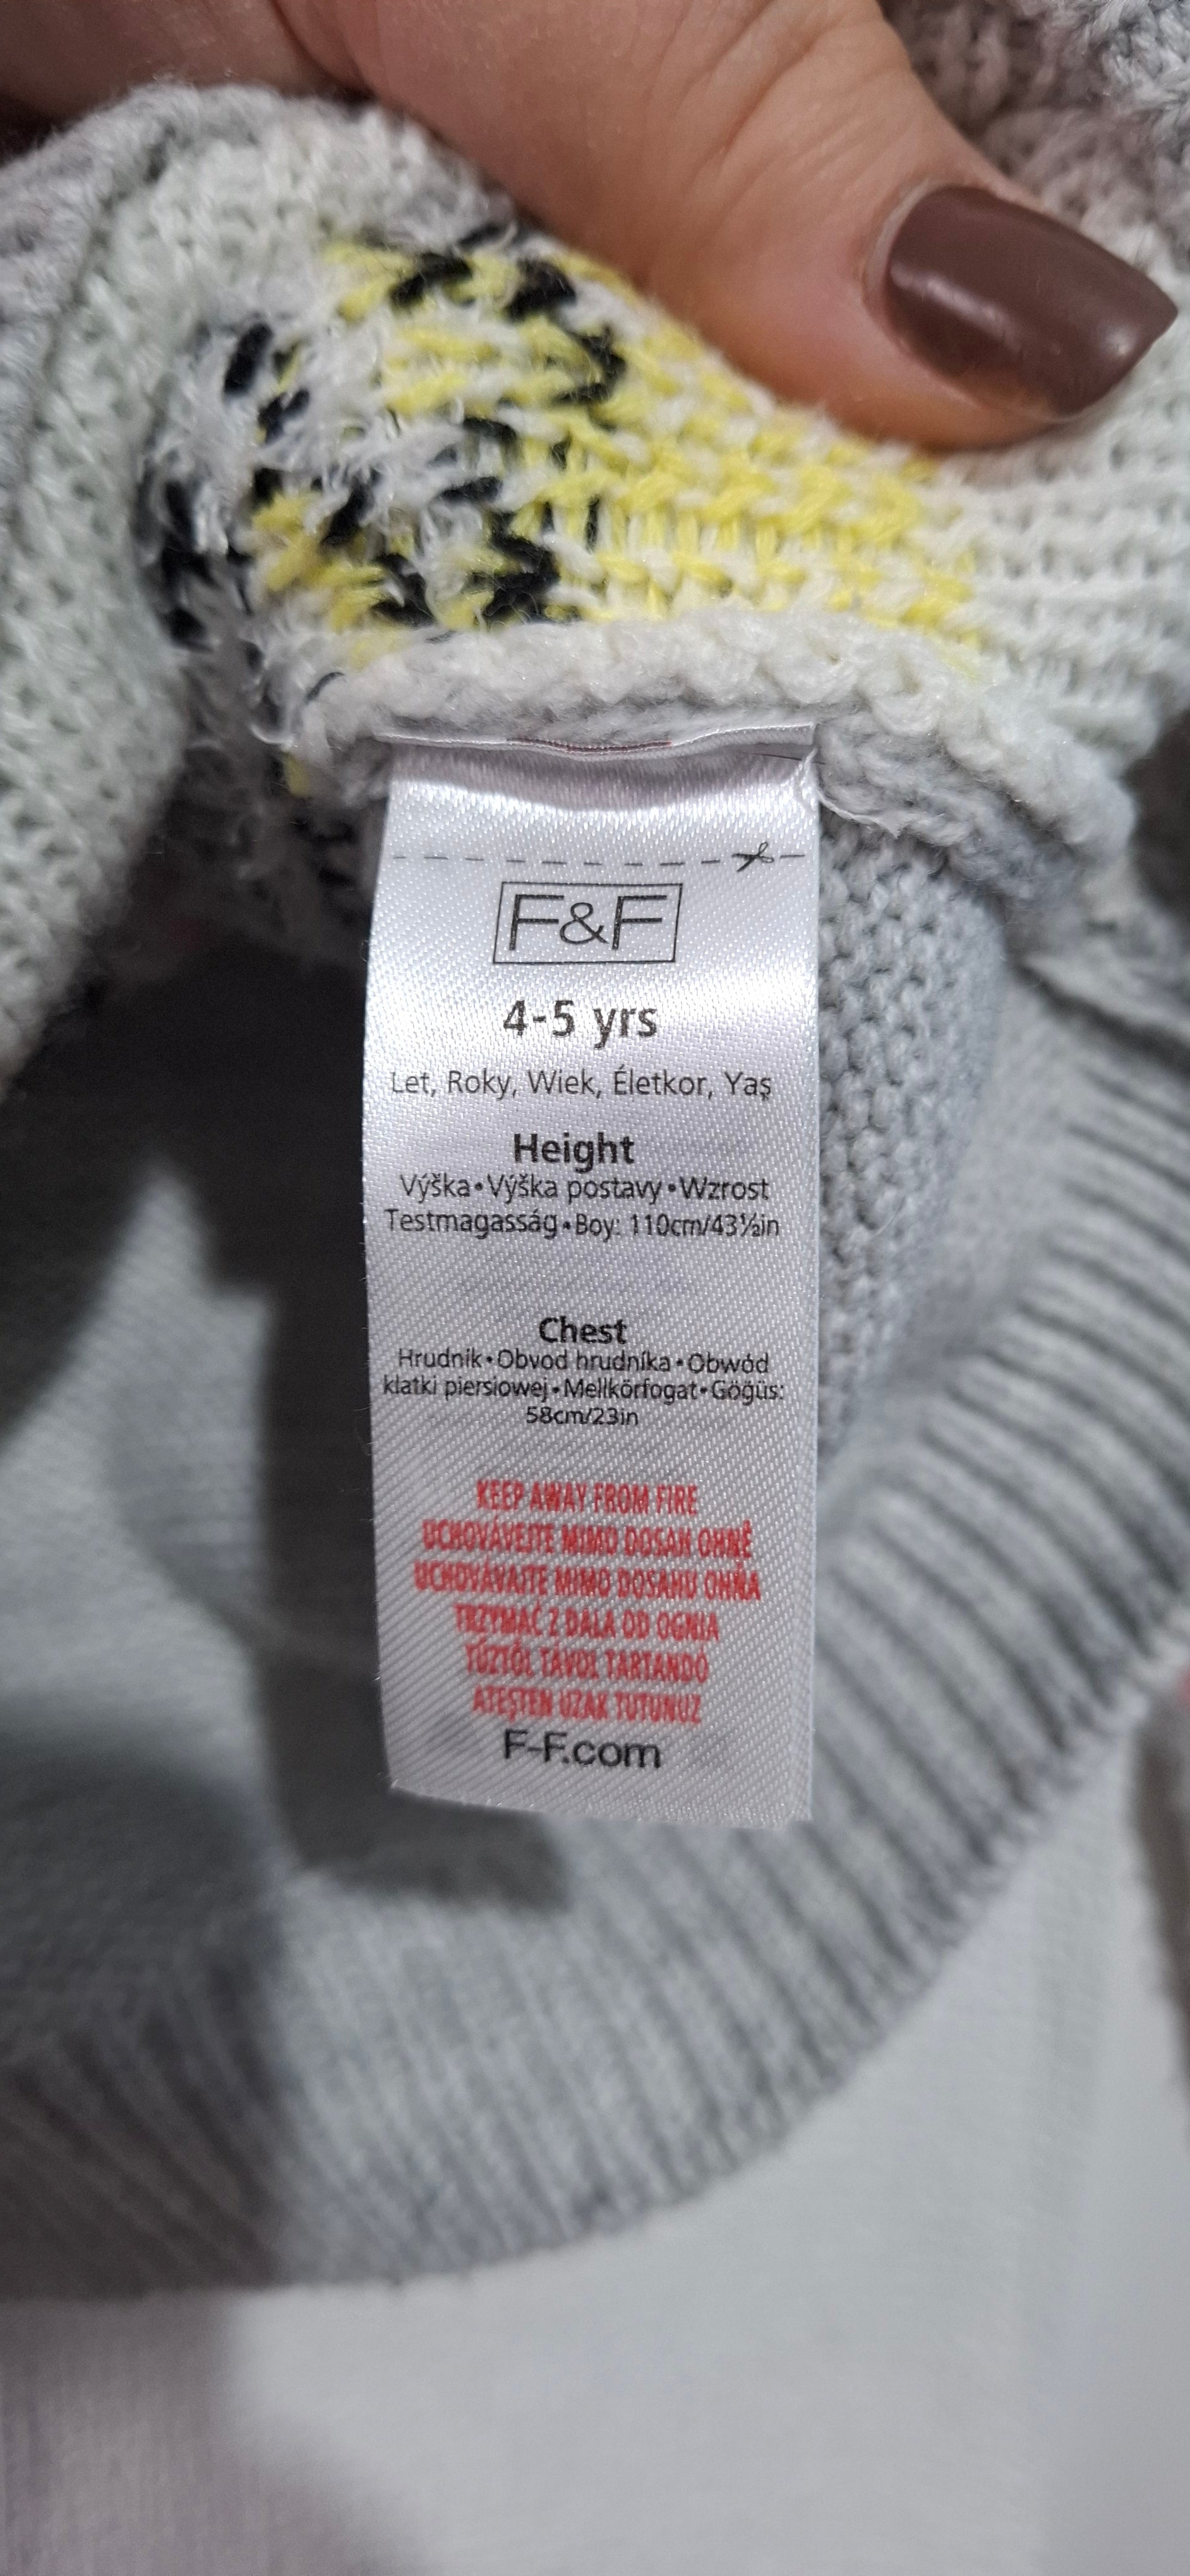 F&F
4-5 yrs
Let, Roky, Wiek, Életkor, Yaş
Height
Výška•Výška postavy•Wzrost
Testmagasság•Boy: 110cm/43½in
Chest
Hrudník•Obvod hrudníka•Obwód
klatki piersiowej•Mellkörfogat•Göğüs:
58cm/23in
KEEP AWAY FROM FIRE
UCHOVÁVEJTE MIMO DOSAH OHNĚ
UCHOVÁVAJTE MIMO DOSAHU OHŇA
TRZYMAĆ Z DALA OD OGNIA
TŰZTŐL TÁVOL TARTANDÓ
ATEŞTEN UZAK TUTUNUZ
F-F.com